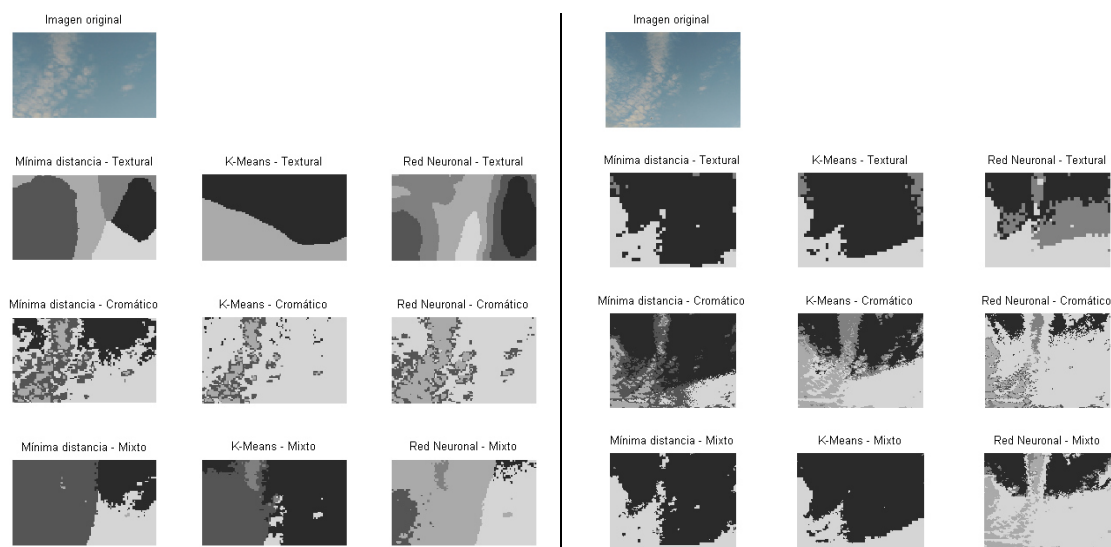 Imagen original
Mínima distancia - Textural
K-Means - Textural
Red Neuronal - Textural
Mínima distancia - Cromático
K-Means - Cromático
Red Neuronal - Cromático
Mínima distancia - Mixto
K-Means - Mixto
Red Neuronal - Mixto
Imagen original
Mínima distancia - Textural
K-Means - Textural
Red Neuronal - Textural
Mínima distancia - Cromático
K-Means - Cromático
Red Neuronal - Cromático
Mínima distancia - Mixto
K-Means - Mixto
Red Neuronal - Mixto